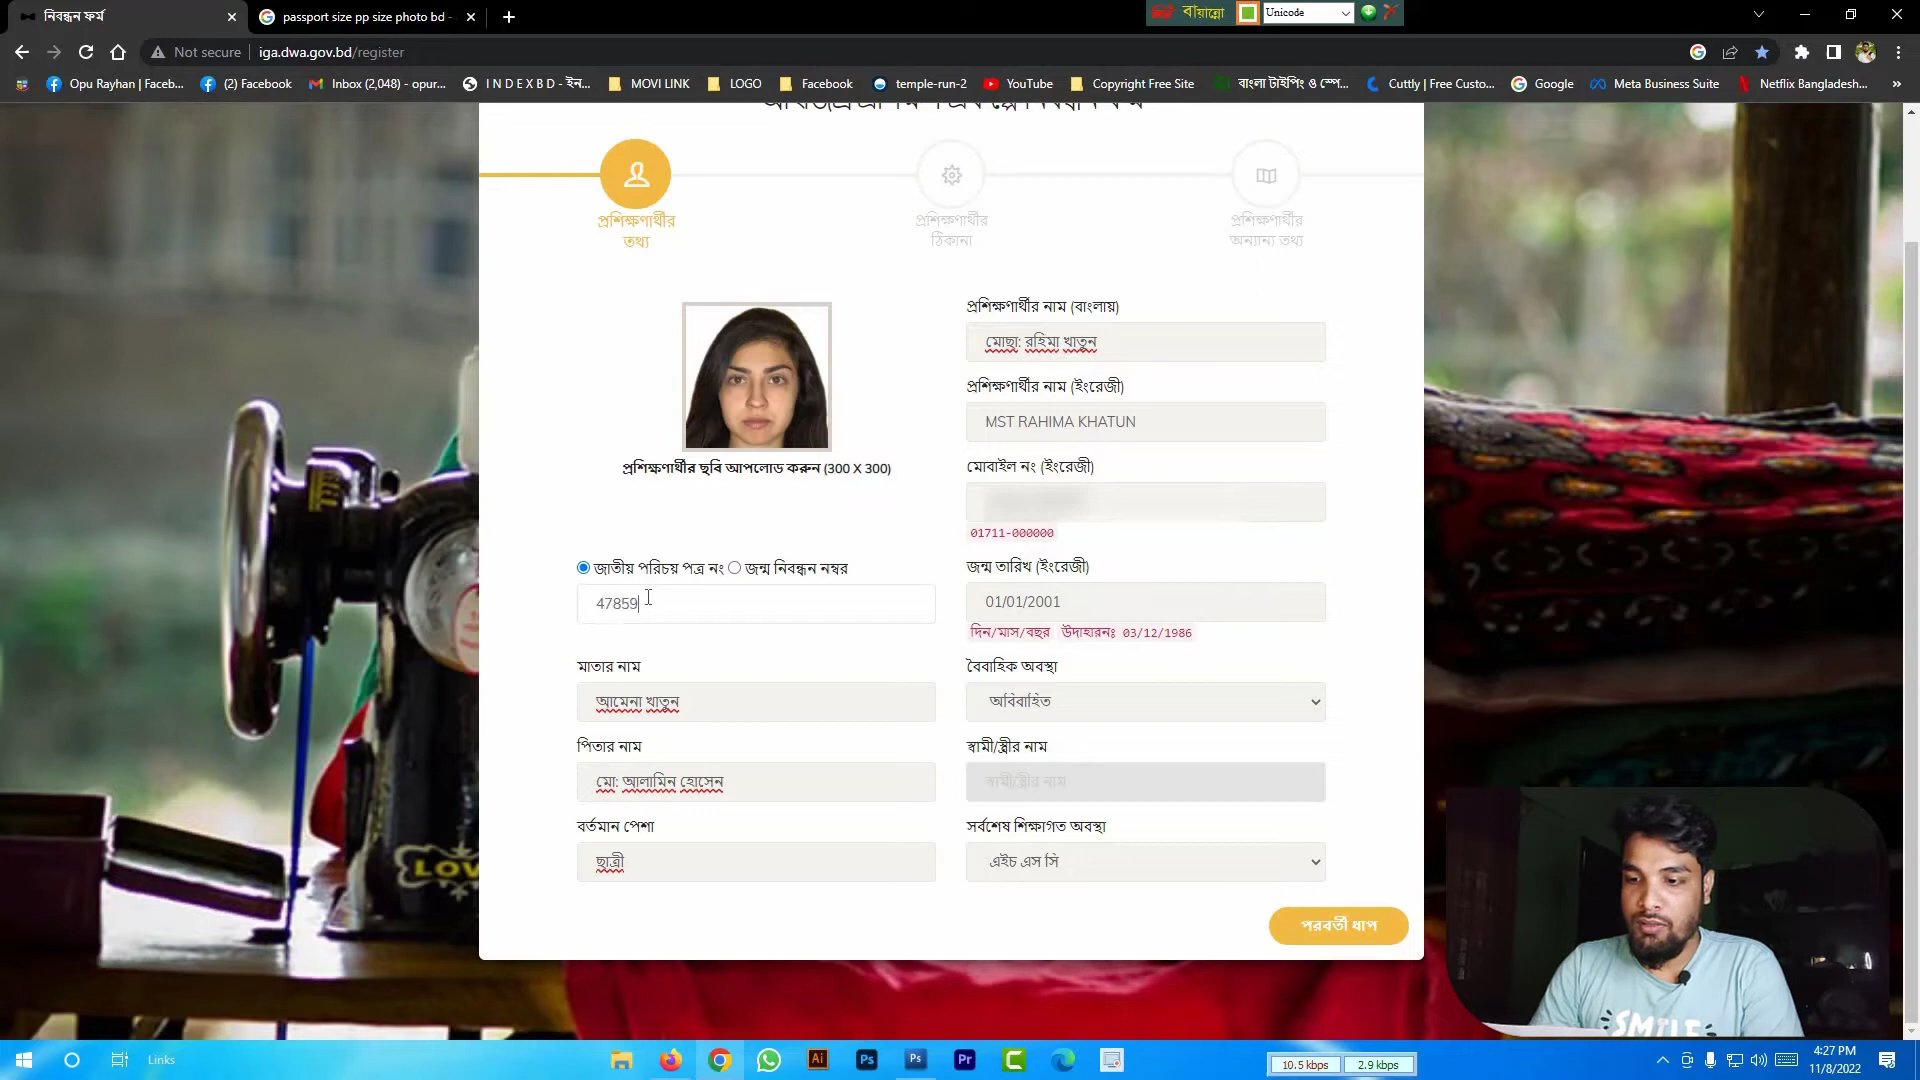 নিবন্ধন ফর্ম
passport size pp size photo bd -
বায়ান্নো
Unicode
Not secure
iga.dwa.gov.bd/register
Opu Rayhan | Faceb...
(2) Facebook
Inbox (2,048) - opur...
I N D E X B D - ইন...
MOVI LINK
LOGO
Facebook
temple-run-2
YouTube
Copyright Free Site
বাংলা টাইপিং ও স্পে...
Cuttly | Free Custo...
Google
Meta Business Suite
Netflix Bangladesh...
প্রশিক্ষণার্থীর
তথ্য
প্রশিক্ষণার্থীর
ঠিকানা
প্রশিক্ষণার্থীর
অন্যান্য তথ্য
প্রশিক্ষণার্থীর ছবি আপলোড করুন (300 X 300)
প্রশিক্ষণার্থীর নাম (বাংলায়)
মোছা: রহিমা খাতুন
প্রশিক্ষণার্থীর নাম (ইংরেজী)
MST RAHIMA KHATUN
মোবাইল নং (ইংরেজী)
01711-000000
জাতীয় পরিচয় পত্র নং জন্ম নিবন্ধন নম্বর
47859
জন্ম তারিখ (ইংরেজী)
01/01/2001
দিন/মাস/বছর উদাহারনঃ 03/12/1986
মাতার নাম
আমেনা খাতুন
বৈবাহিক অবস্থা
অবিবাহিত
পিতার নাম
মো: আলামিন হোসেন
স্বামী/স্ত্রীর নাম
স্বামী/স্ত্রীর নাম
বর্তমান পেশা
ছাত্রী
সর্বশেষ শিক্ষাগত অবস্থা
এইচ এস সি
পরবর্তী ধাপ
LOV
SMILE
Links
10.5 kbps
2.9 kbps
4:27 PM
11/8/2022